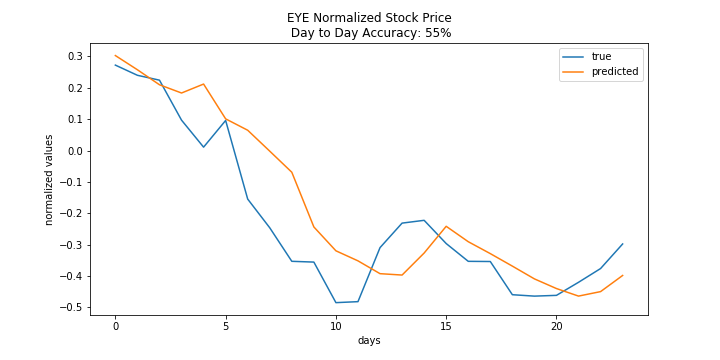 EYE Normalized Stock Price
Day to Day Accuracy: 55%
true
predicted
normalized values
0.3
0.2
0.1
0.0
−0.1
−0.2
−0.3
−0.4
−0.5
0
5
10
15
20
days